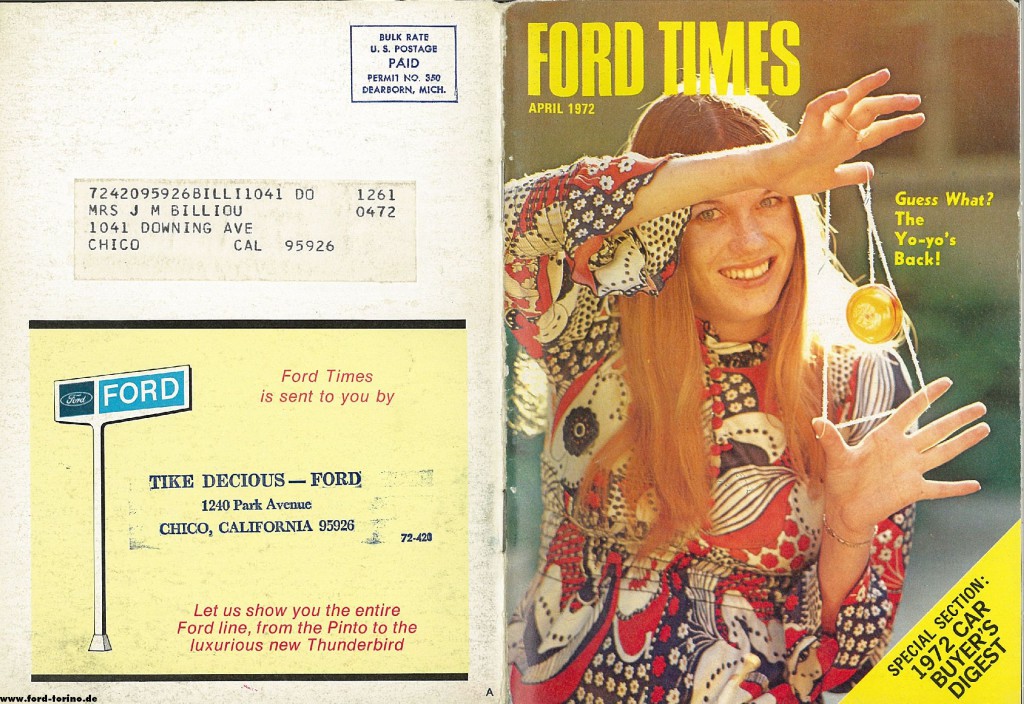 BULK RATE
U. S. POSTAGE
PAID
PERMIT NO. 350
DEARBORN, MICH.
7242095926BILLI1041 DO 1261
MRS J M BILLIOU 0472
1041 DOWNING AVE
CHICO CAL 95926
Ford FORD
Ford Times
is sent to you by
TIKE DECIOUS — FORD
1240 Park Avenue
CHICO, CALIFORNIA 95926
72-420
Let us show you the entire
Ford line, from the Pinto to the
luxurious new Thunderbird
A
www.ford-torino.de
FORD TIMES
APRIL 1972
Guess What?
The
Yo-yo's
Back!
SPECIAL SECTION:
1972 CAR
BUYER'S
DIGEST